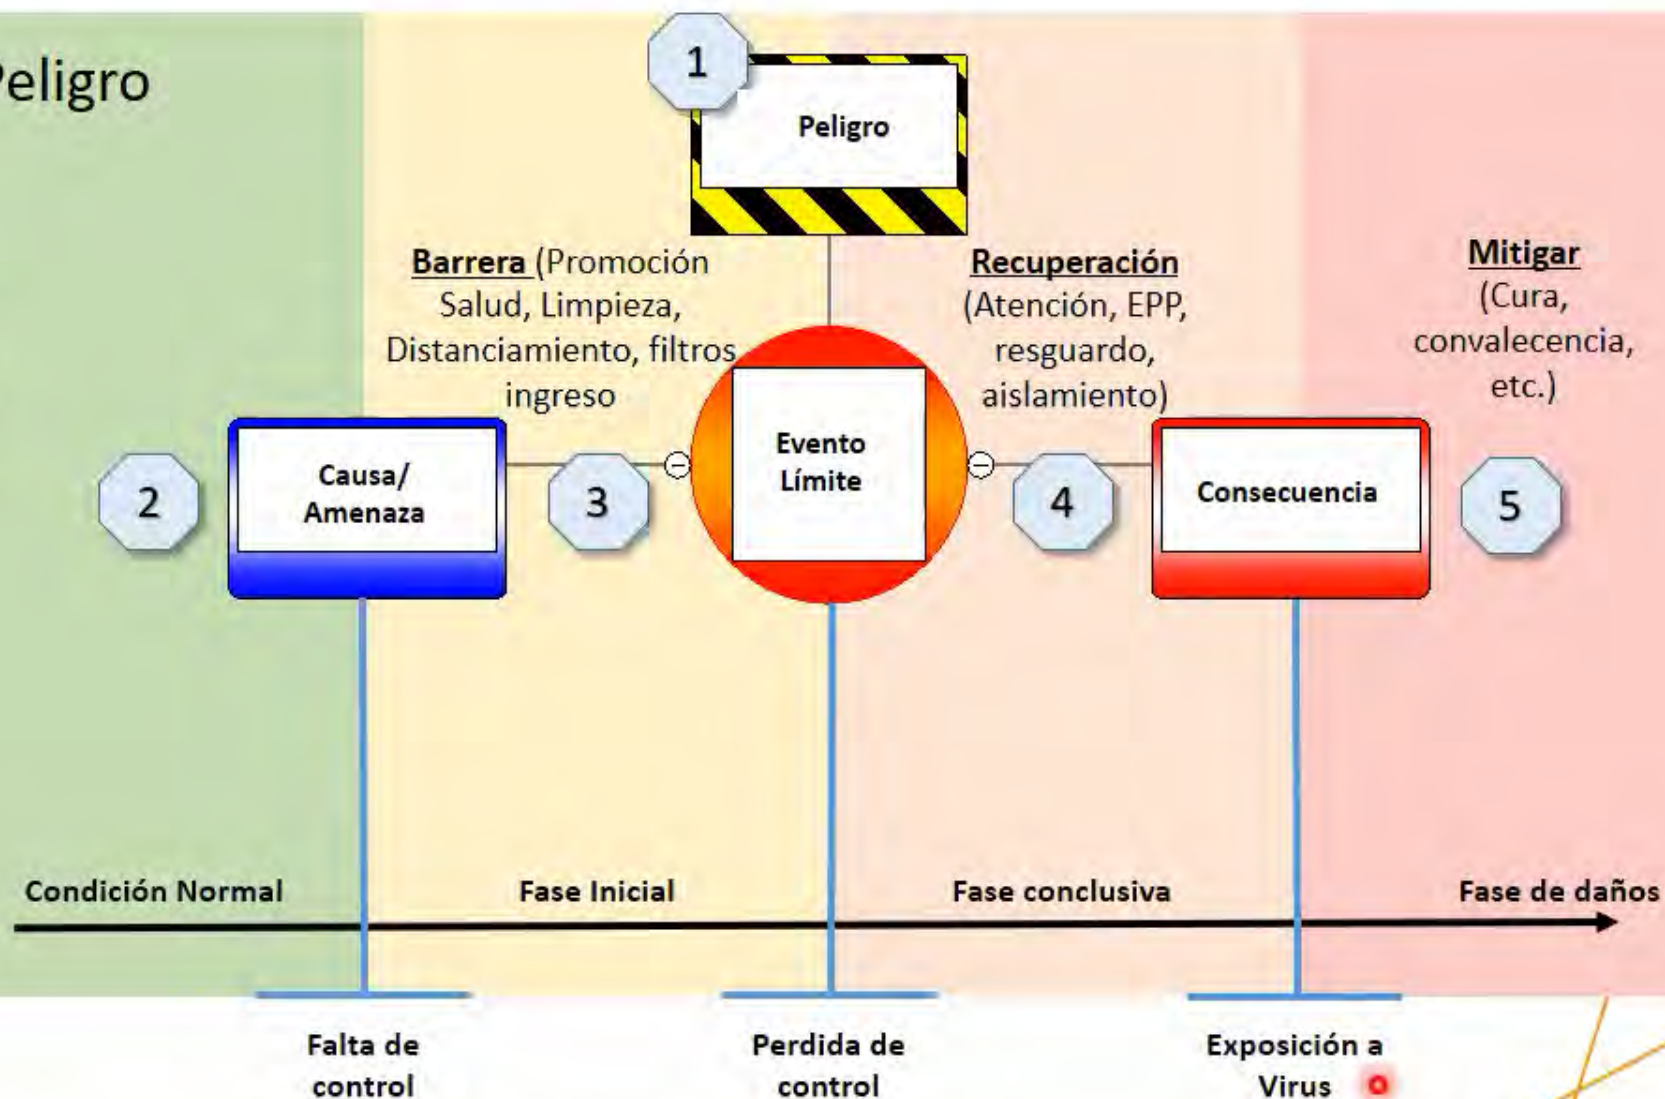 Peligro
1
Peligro
Barrera (Promoción
Salud, Limpieza,
Distanciamiento, filtros
ingreso
Recuperación
(Atención, EPP,
resguardo,
aislamiento)
Mitigar
(Cura,
convalecencia,
etc.)
2
Causa/
Amenaza
3
Evento
Límite
4
Consecuencia
5
Condición Normal
Fase Inicial
Fase conclusiva
Fase de daños
Falta de
control
Perdida de
control
Exposición a
Virus